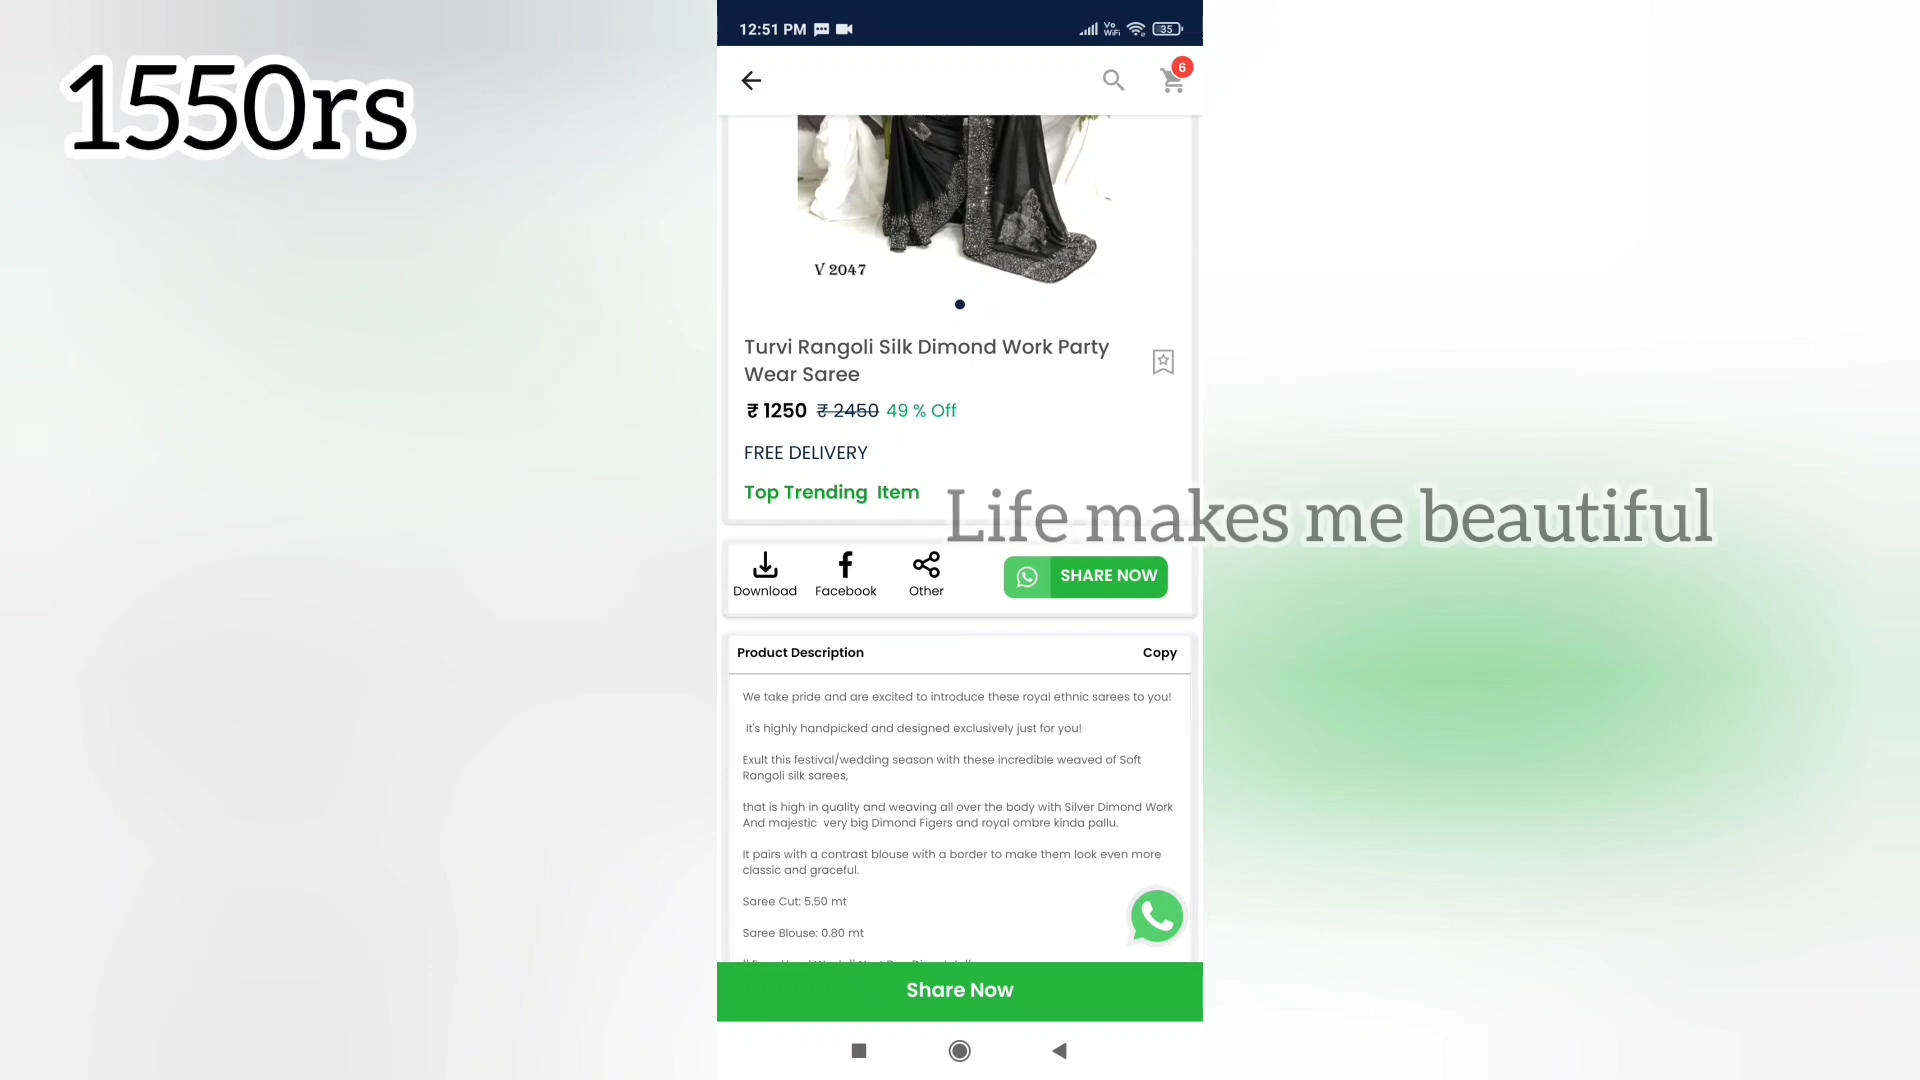 1550rs
12:51 PM
Vo
WiFi
35
6
V 2047
Turvi Rangoli Silk Dimond Work Party
Wear Saree
₹ 1250 ₹ 2450 49 % Off
FREE DELIVERY
Top Trending Item
Life makes me beautiful
Download
Facebook
Other
SHARE NOW
Product Description
Copy
We take pride and are excited to introduce these royal ethnic sarees to you!
It's highly handpicked and designed exclusively just for you!
Exult this festival/wedding season with these incredible weaved of Soft
Rangoli silk sarees,
that is high in quality and weaving all over the body with Silver Dimond Work
And majestic very big Dimond Figers and royal ombre kinda pallu.
It pairs with a contrast blouse with a border to make them look even more
classic and graceful.
Saree Cut: 5.50 mt
Saree Blouse: 0.80 mt
Share Now